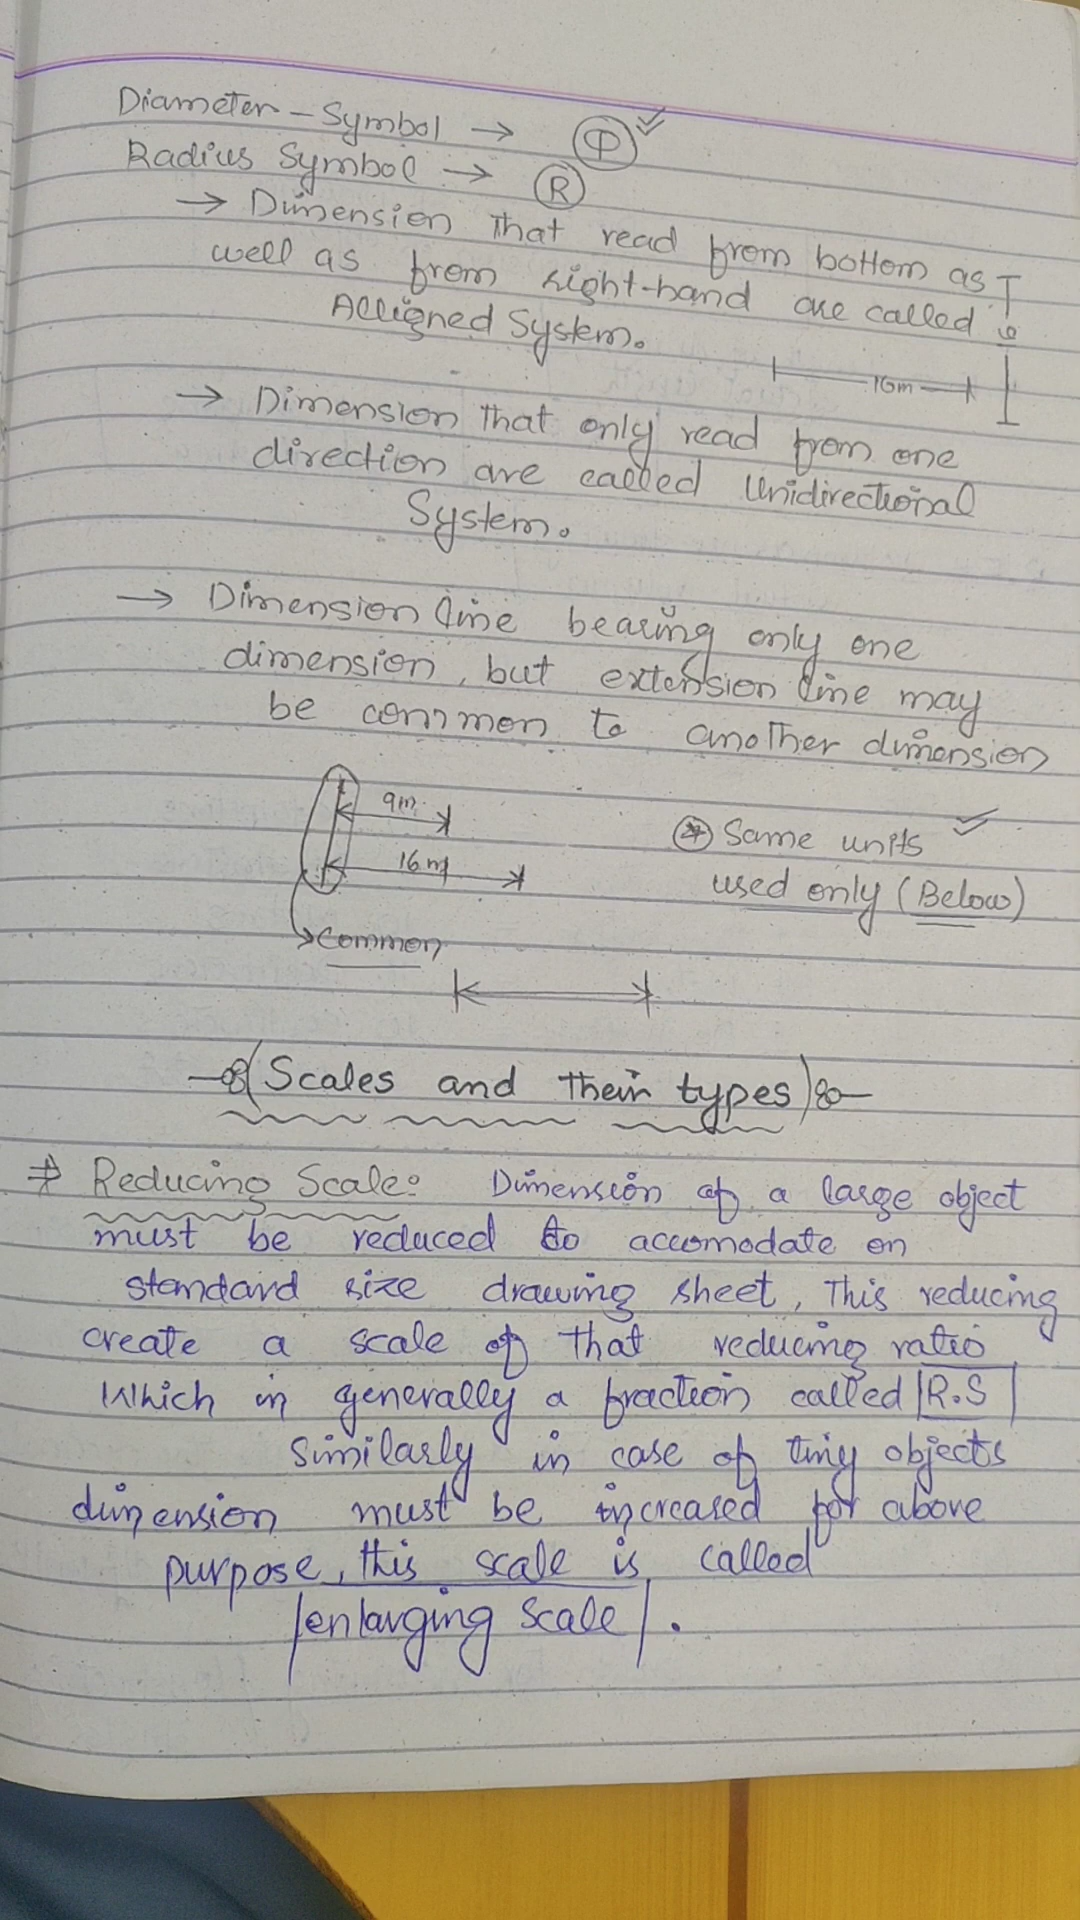 Diameter - Symbol → Φ
Radius Symbol → R
→ Dimension that read from bottom as
well as from right-hand are called
Alligned System.
16m
→ Dimension that only read from one
direction are called Unidirectional
System.
→ Dimension line bearing only one
dimension, but extension line may
be common to another dimension
9m
16m
common
* Same units
used only (Below)
Scales and their types
⇒ Reducing Scale: Dimension of a large object
must be reduced to accomodate on
standard size drawing sheet, This reducing
create a scale of that reducing ratio
Which in generally a fraction called R.S
Similarly in case of tiny objects
dimension must be increased for above
purpose, this scale is called
enlarging scale.